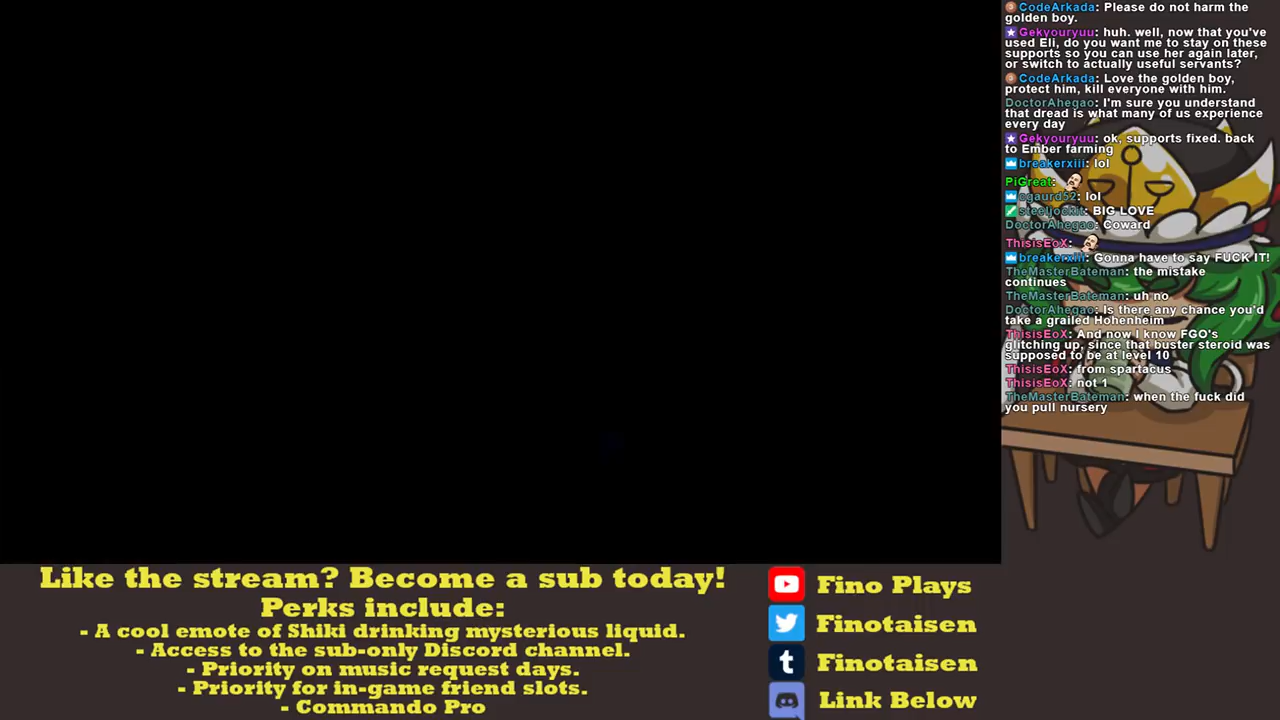 CodeArkada: Please do not harm the
golden boy.
Gekyouryuu: huh. well, now that you've
used Eli, do you want me to stay on these
supports so you can use her again later,
or switch to actually useful servants?
CodeArkada: Love the golden boy,
protect him, kill everyone with him.
DoctorAhegao: I'm sure you understand
that dread is what many of us experience
every day
Gekyouryuu: ok, supports fixed. back
to Ember farming
breakerxiii: lol
PiGreat:
egaurd52: lol
steeljockit: BIG LOVE
DoctorAhegao: Coward
ThisisEoX:
breakerxiii: Gonna have to say FUCK IT!
TheMasterBateman: the mistake
continues
TheMasterBateman: uh no
DoctorAhegao: Is there any chance you'd
take a grailed Hohenheim
ThisisEoX: And now I know FGO's
glitching up, since that buster steroid was
supposed to be at level 10
ThisisEoX: from spartacus
ThisisEoX: not 1
TheMasterBateman: when the fuck did
you pull nursery
Like the stream? Become a sub today!
Perks include:
- A cool emote of Shiki drinking mysterious liquid.
- Access to the sub-only Discord channel.
- Priority on music request days.
- Priority for in-game friend slots.
- Commando Pro
Fino Plays
Finotaisen
Finotaisen
Link Below